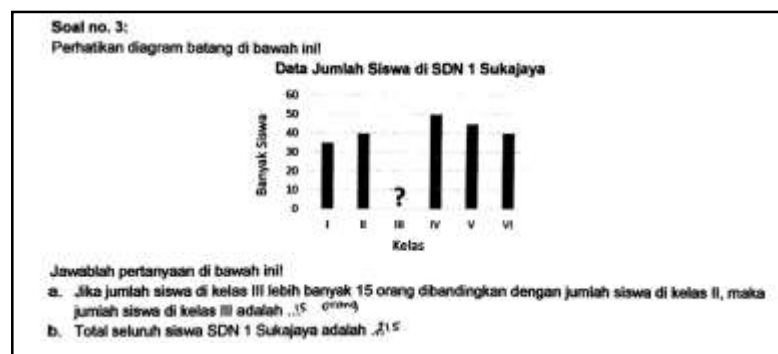 Soal no. 3:
Perhatikan diagram batang di bawah ini!
Data Jumlah Siswa di SDN 1 Sukajaya
60
50
40
30
20
10
0
Banyak Siswa
?
I II III IV V VI
Kelas
Jawablah pertanyaan di bawah ini!
a. Jika jumlah siswa di kelas III lebih banyak 15 orang dibandingkan dengan jumlah siswa di kelas II, maka
jumlah siswa di kelas III adalah ..15 orang
b. Total seluruh siswa SDN 1 Sukajaya adalah 215